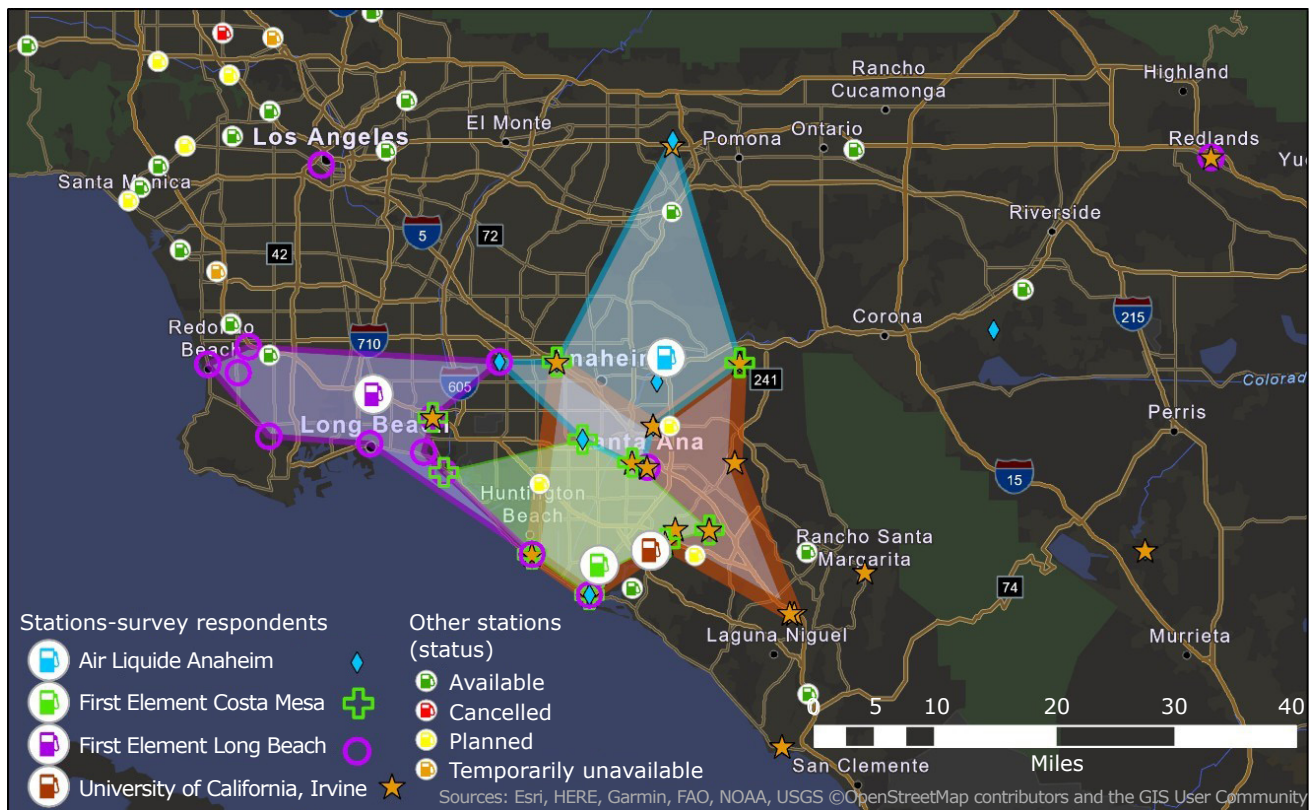 Rancho
Cucamonga
Highland
El Monte
Los Angeles
Pomona
Ontario
Redlands
Yuc
Santa Monica
Riverside
5
72
42
215
Redondo
Beach
710
Corona
Anaheim
241
605
Colorad
Perris
Long Beach
Santa Ana
15
Huntington
Beach
Rancho Santa
Margarita
74
Stations-survey respondents
Other stations
(status)
Laguna Niguel
Murrieta
Air Liquide Anaheim
Available
First Element Costa Mesa
Cancelled
0 5 10 20 30 40
First Element Long Beach
Planned
Miles
University of California, Irvine
Temporarily unavailable
San Clemente
Sources: Esri, HERE, Garmin, FAO, NOAA, USGS ©OpenStreetMap contributors and the GIS User Community